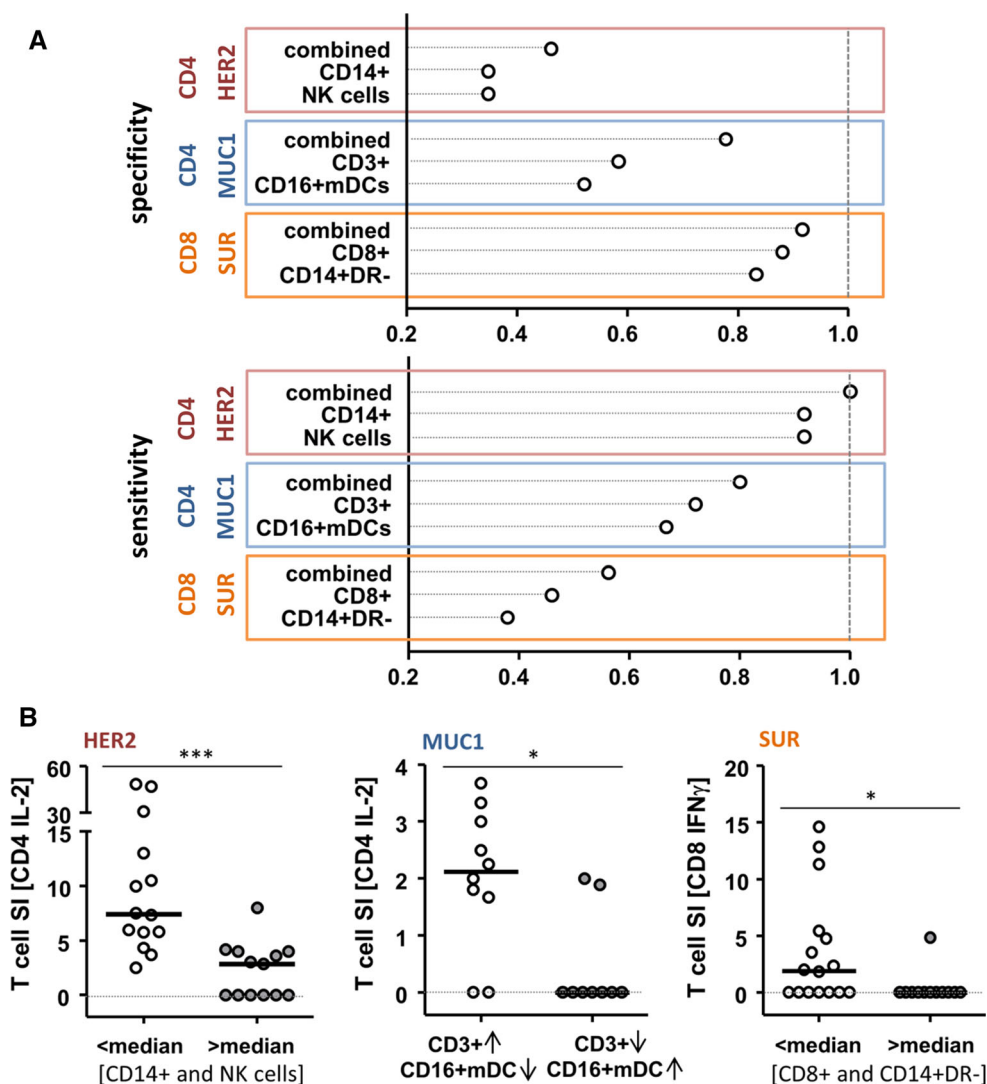 A
specificity
CD4
HER2
combined
CD14+
NK cells
CD4
MUC1
combined
CD3+
CD16+mDCs
CD8
SUR
combined
CD8+
CD14+DR-
0.2 0.4 0.6 0.8 1.0
sensitivity
CD4
HER2
combined
CD14+
NK cells
CD4
MUC1
combined
CD3+
CD16+mDCs
CD8
SUR
combined
CD8+
CD14+DR-
0.2 0.4 0.6 0.8 1.0
B
HER2
***
T cell SI [CD4 IL-2]
60
30
15
10
5
0
<median >median
[CD14+ and NK cells]
MUC1
*
T cell SI [CD4 IL-2]
4
3
2
1
0
CD3+↑ CD3+↓
CD16+mDC↓ CD16+mDC↑
SUR
*
T cell SI [CD8 IFNγ]
20
15
10
5
0
<median >median
[CD8+ and CD14+DR-]